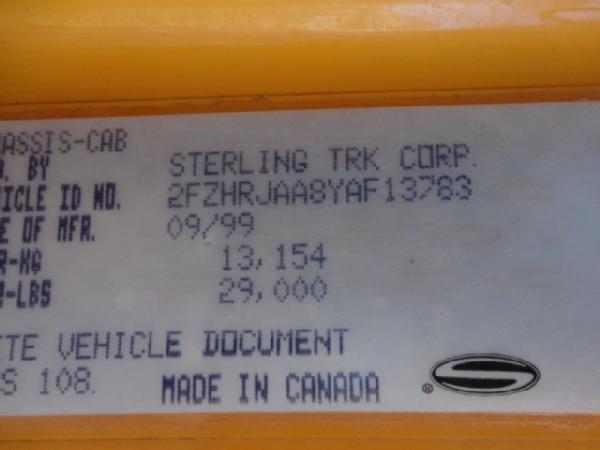 ASSIS-CAB
. BY STERLING TRK CORP.
ICLE ID NO. 2FZHRJAA8YAF13783
E OF MFR. 09/99
R-KG 13,154
-LBS 29,000
ETE VEHICLE DOCUMENT
S 108. MADE IN CANADA
®